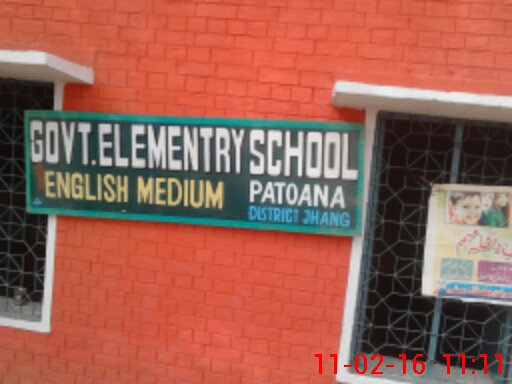 GOVT.ELEMENTRY SCHOOL
ENGLISH MEDIUM PATOANA
DISTRICT JHANG
11-02-16 11:11